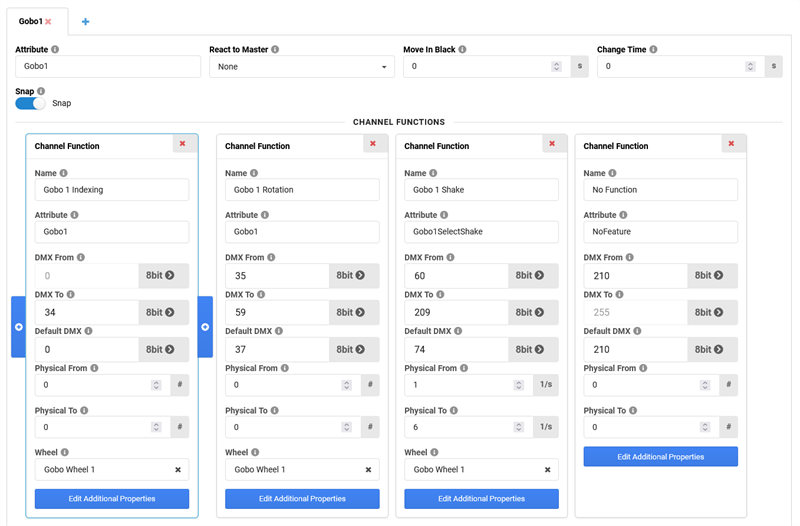 Gobo1
Attribute React to Master Move In Black Change Time
Gobo1 None 0 s 0 s
Snap
Snap
CHANNEL FUNCTIONS
Channel Function
Name
Gobo 1 Indexing
Attribute
Gobo1
DMX From
0 8bit
DMX To
34 8bit
Default DMX
0 8bit
Physical From
0 #
Physical To
0 #
Wheel
Gobo Wheel 1
Edit Additional Properties
Channel Function
Name
Gobo 1 Rotation
Attribute
Gobo1
DMX From
35 8bit
DMX To
59 8bit
Default DMX
37 8bit
Physical From
0 #
Physical To
0 #
Wheel
Gobo Wheel 1
Edit Additional Properties
Channel Function
Name
Gobo 1 Shake
Attribute
Gobo1SelectShake
DMX From
60 8bit
DMX To
209 8bit
Default DMX
74 8bit
Physical From
1 1/s
Physical To
6 1/s
Wheel
Gobo Wheel 1
Edit Additional Properties
Channel Function
Name
No Function
Attribute
NoFeature
DMX From
210 8bit
DMX To
255 8bit
Default DMX
210 8bit
Physical From
0 #
Physical To
0 #
Edit Additional Properties